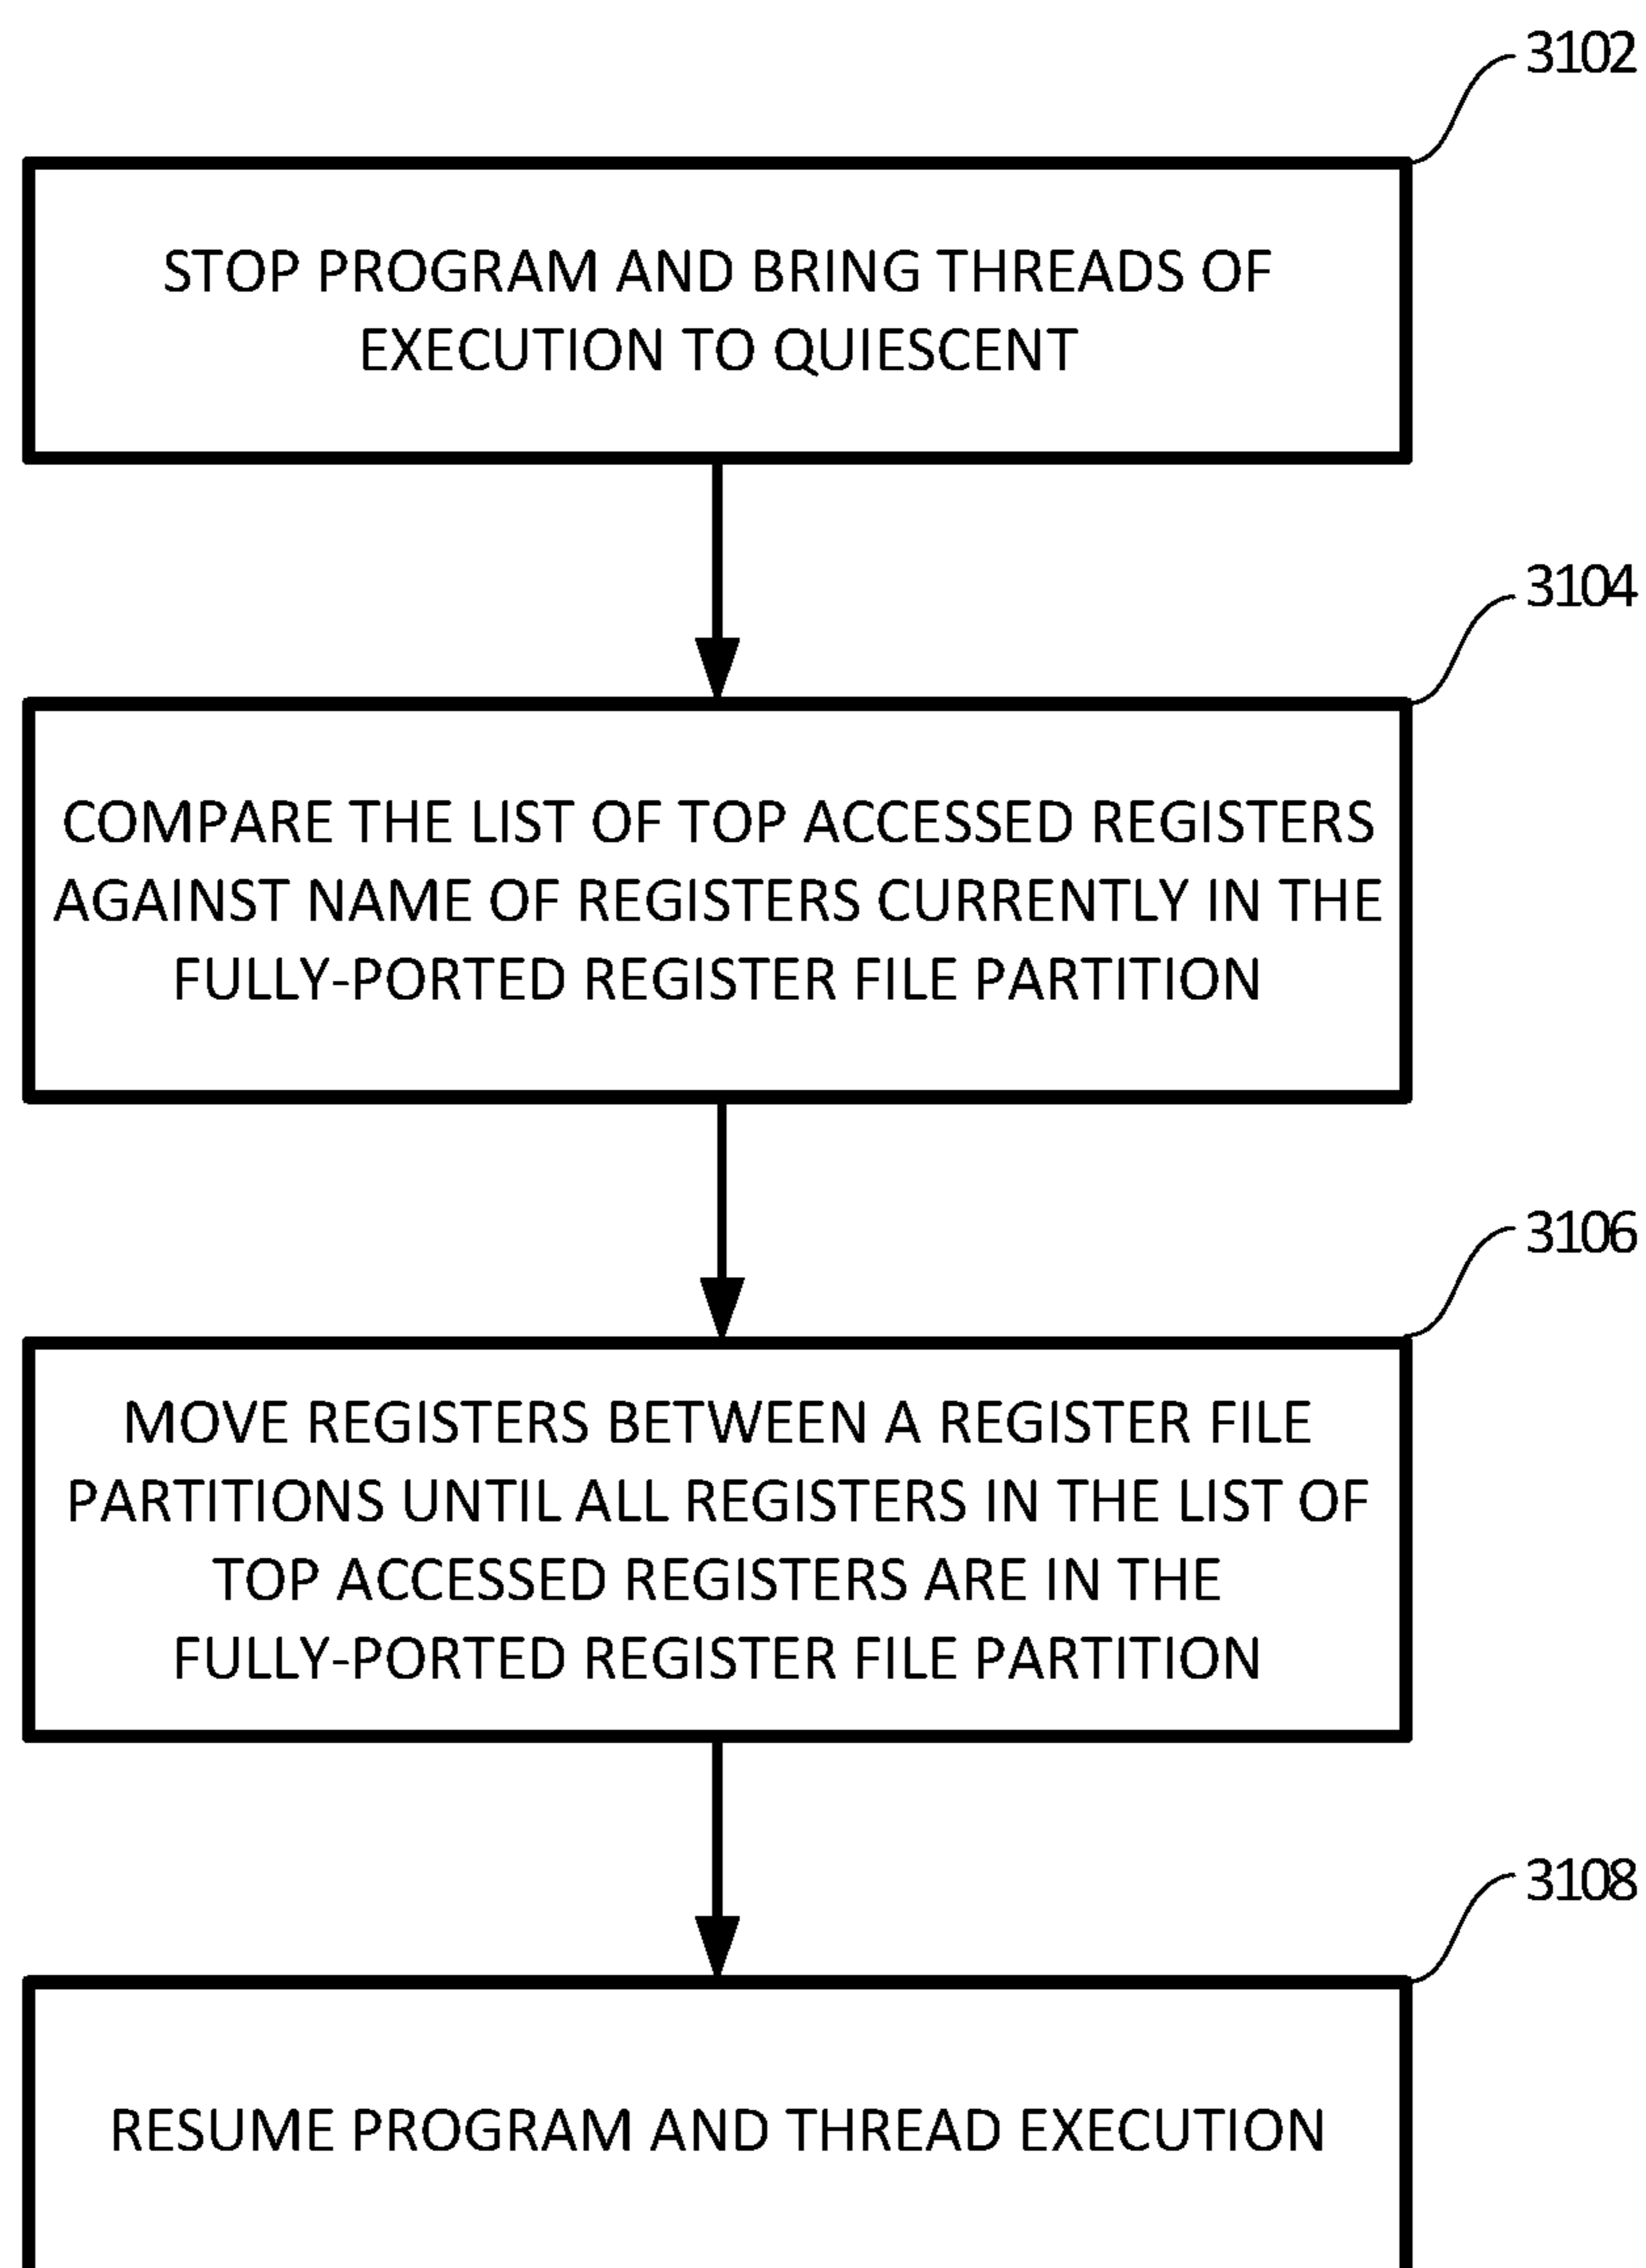 3102
STOP PROGRAM AND BRING THREADS OF
EXECUTION TO QUIESCENT
3104
COMPARE THE LIST OF TOP ACCESSED REGISTERS
AGAINST NAME OF REGISTERS CURRENTLY IN THE
FULLY-PORTED REGISTER FILE PARTITION
3106
MOVE REGISTERS BETWEEN A REGISTER FILE
PARTITIONS UNTIL ALL REGISTERS IN THE LIST OF
TOP ACCESSED REGISTERS ARE IN THE
FULLY-PORTED REGISTER FILE PARTITION
3108
RESUME PROGRAM AND THREAD EXECUTION